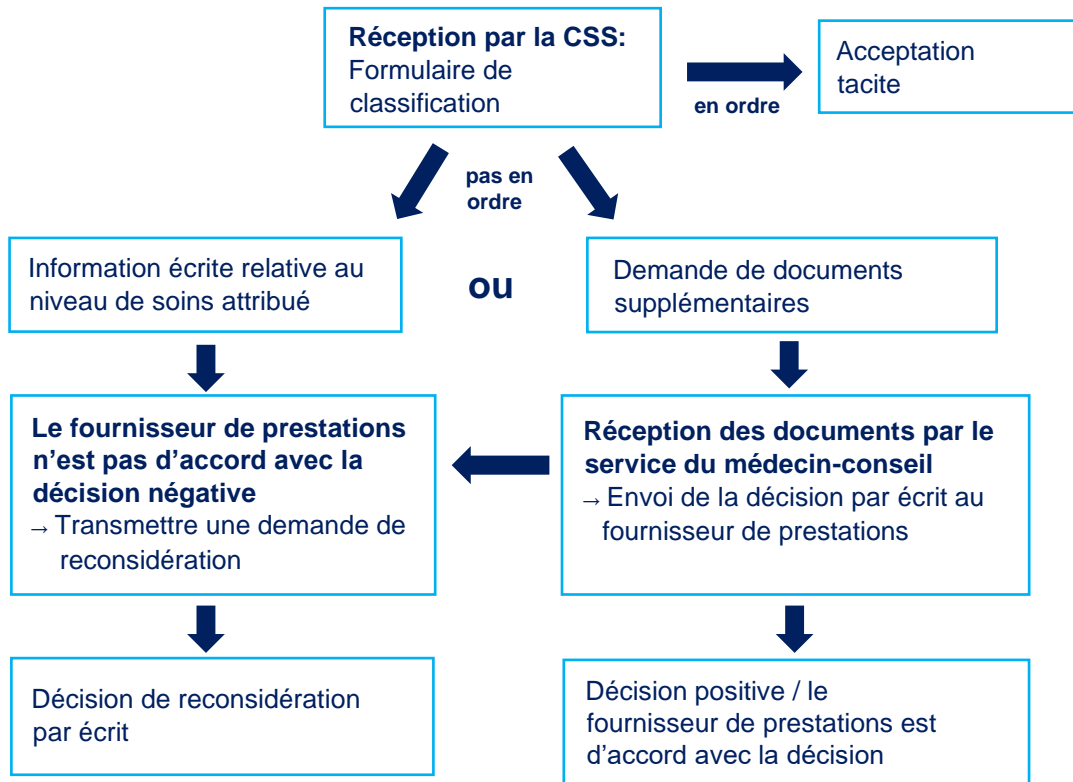 Réception par la CSS:
Formulaire de
classification
en ordre
Acceptation
tacite
pas en
ordre
Information écrite relative au
niveau de soins attribué
ou
Demande de documents
supplémentaires
Le fournisseur de prestations
n’est pas d’accord avec la
décision négative
→ Transmettre une demande de
reconsidération
Réception des documents par le
service du médecin-conseil
→ Envoi de la décision par écrit au
fournisseur de prestations
Décision de reconsidération
par écrit
Décision positive / le
fournisseur de prestations est
d’accord avec la décision